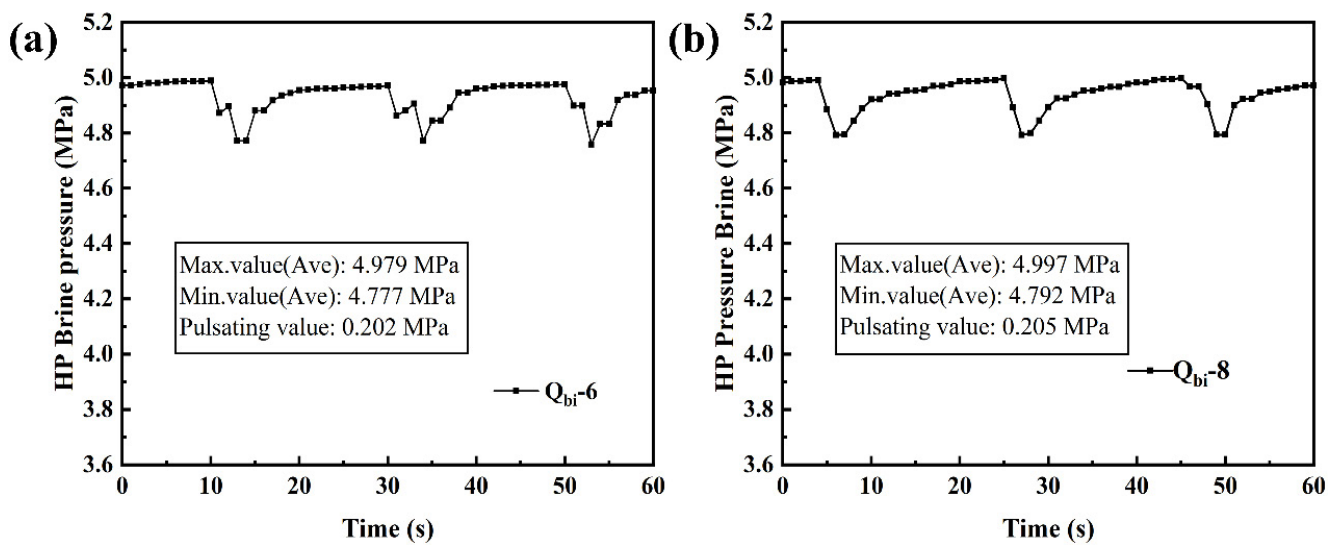 (a)
HP Brine pressure (MPa)
5.2
5.0
4.8
4.6
4.4
4.2
4.0
3.8
3.6
Max.value(Ave): 4.979 MPa
Min.value(Ave): 4.777 MPa
Pulsating value: 0.202 MPa
Qbi-6
0 10 20 30 40 50 60
Time (s)
(b)
HP Pressure Brine (MPa)
5.2
5.0
4.8
4.6
4.4
4.2
4.0
3.8
3.6
Max.value(Ave): 4.997 MPa
Min.value(Ave): 4.792 MPa
Pulsating value: 0.205 MPa
Qbi-8
0 10 20 30 40 50 60
Time (s)